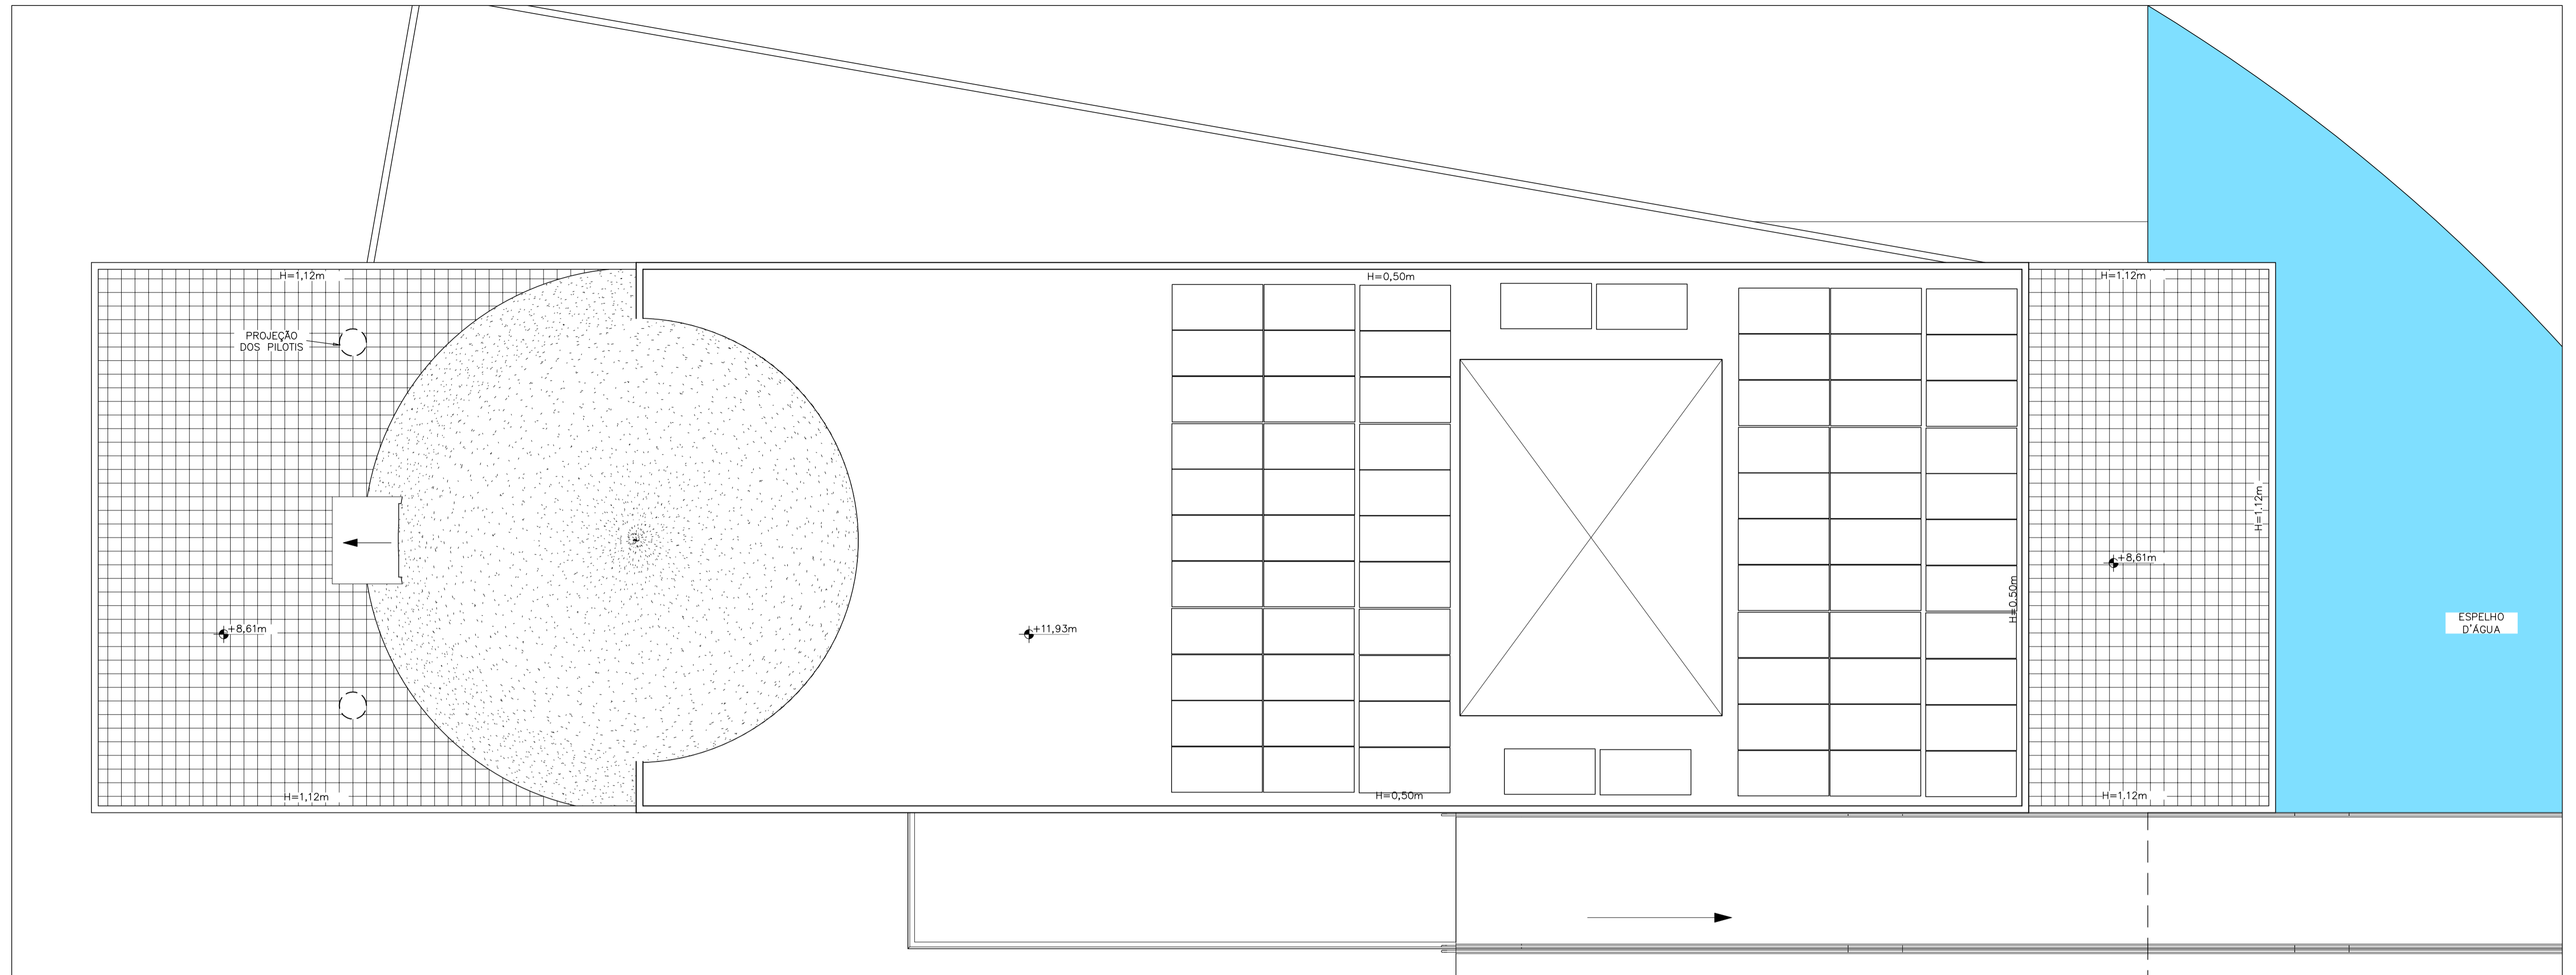 H=1,12m
H=0,50m
H=1.12m
PROJEÇÃO
DOS PILOTIS
H=1.12m
+8,61m
H=0.50m
ESPELHO
D'ÁGUA
+8,61m
+11,93m
H=1,12m
H=0,50m
H=1.12m